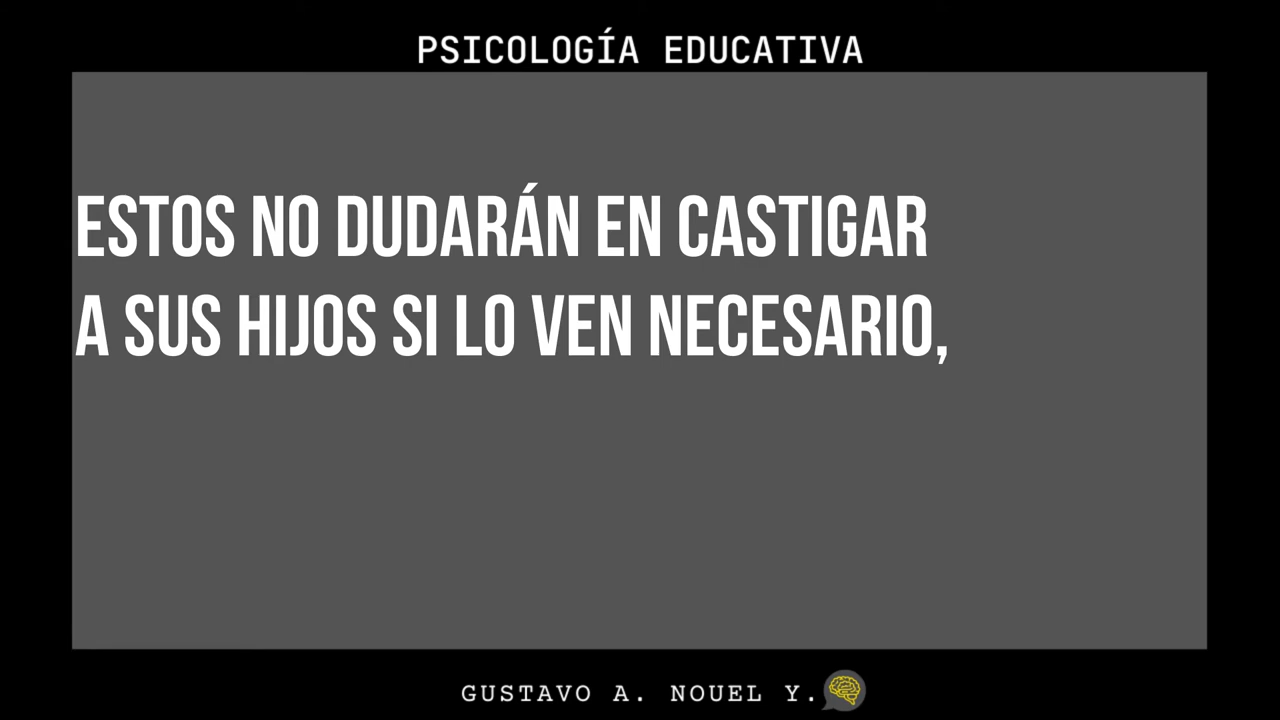 PSICOLOGÍA EDUCATIVA
ESTOS NO DUDARÁN EN CASTIGAR
A SUS HIJOS SI LO VEN NECESARIO,
GUSTAVO A. NOUEL Y.